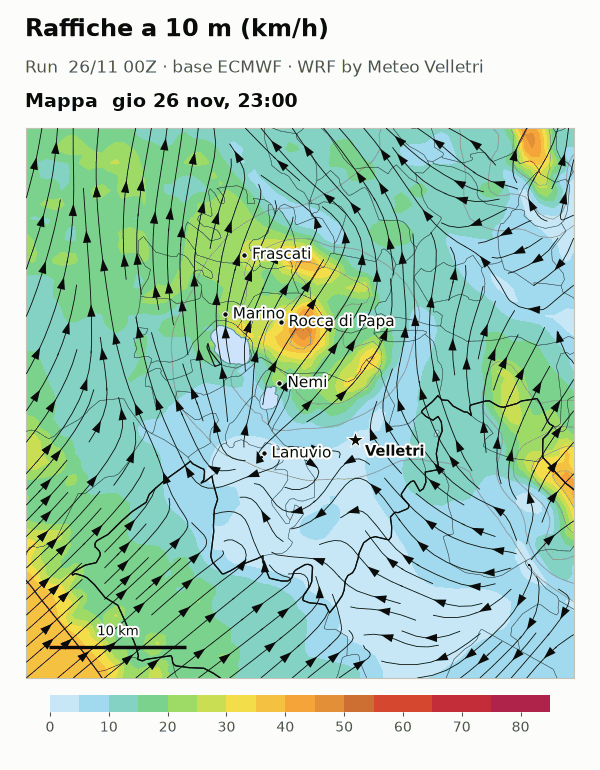 Raffiche a 10 m (km/h)
Run  26/11 00Z · base ECMWF · WRF by Meteo Velletri
Mappa  gio 26 nov, 23:00
Frascati
Marino
Rocca di Papa
Nemi
Velletri
Lanuvio
10 km
0 10 20 30 40 50 60 70 80